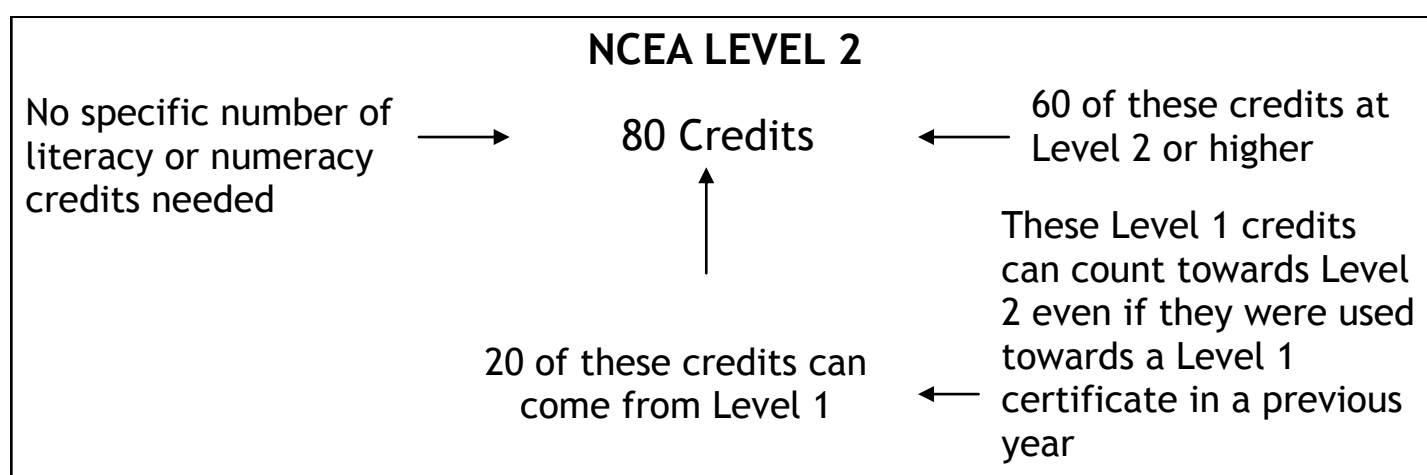 NCEA LEVEL 2
No specific number of
literacy or numeracy
credits needed
80 Credits
60 of these credits at
Level 2 or higher
20 of these credits can
come from Level 1
These Level 1 credits
can count towards Level
2 even if they were used
towards a Level 1
certificate in a previous
year